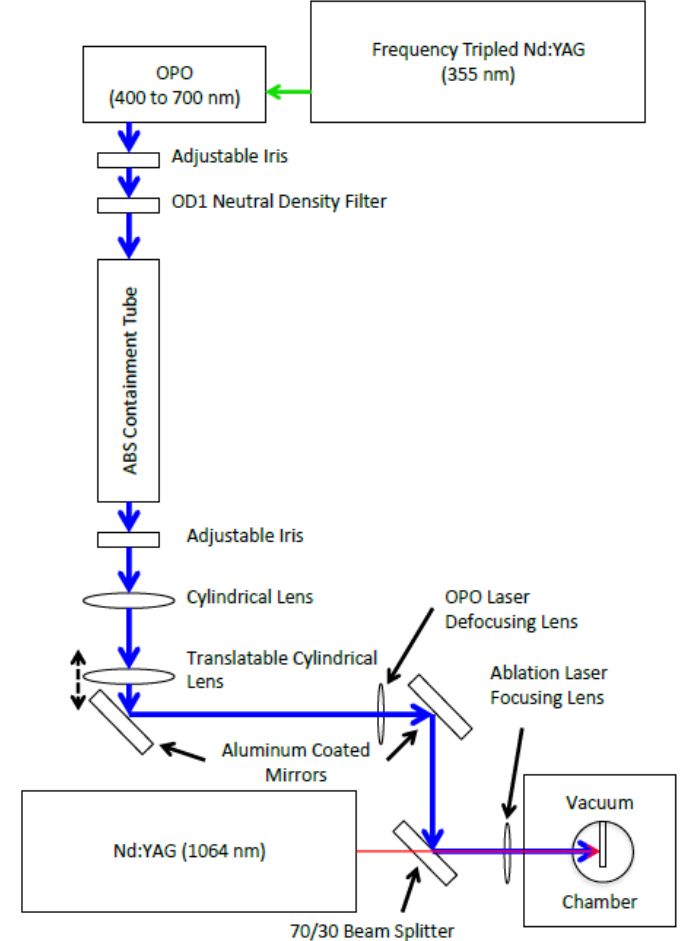 Frequency Tripled Nd:YAG
(355 nm)
OPO
(400 to 700 nm)
Adjustable Iris
OD1 Neutral Density Filter
ABS Containment Tube
Adjustable Iris
Cylindrical Lens
OPO Laser
Defocusing Lens
Translatable Cylindrical
Lens
Ablation Laser
Focusing Lens
Aluminum Coated
Mirrors
Nd:YAG (1064 nm)
Vacuum
Chamber
70/30 Beam Splitter